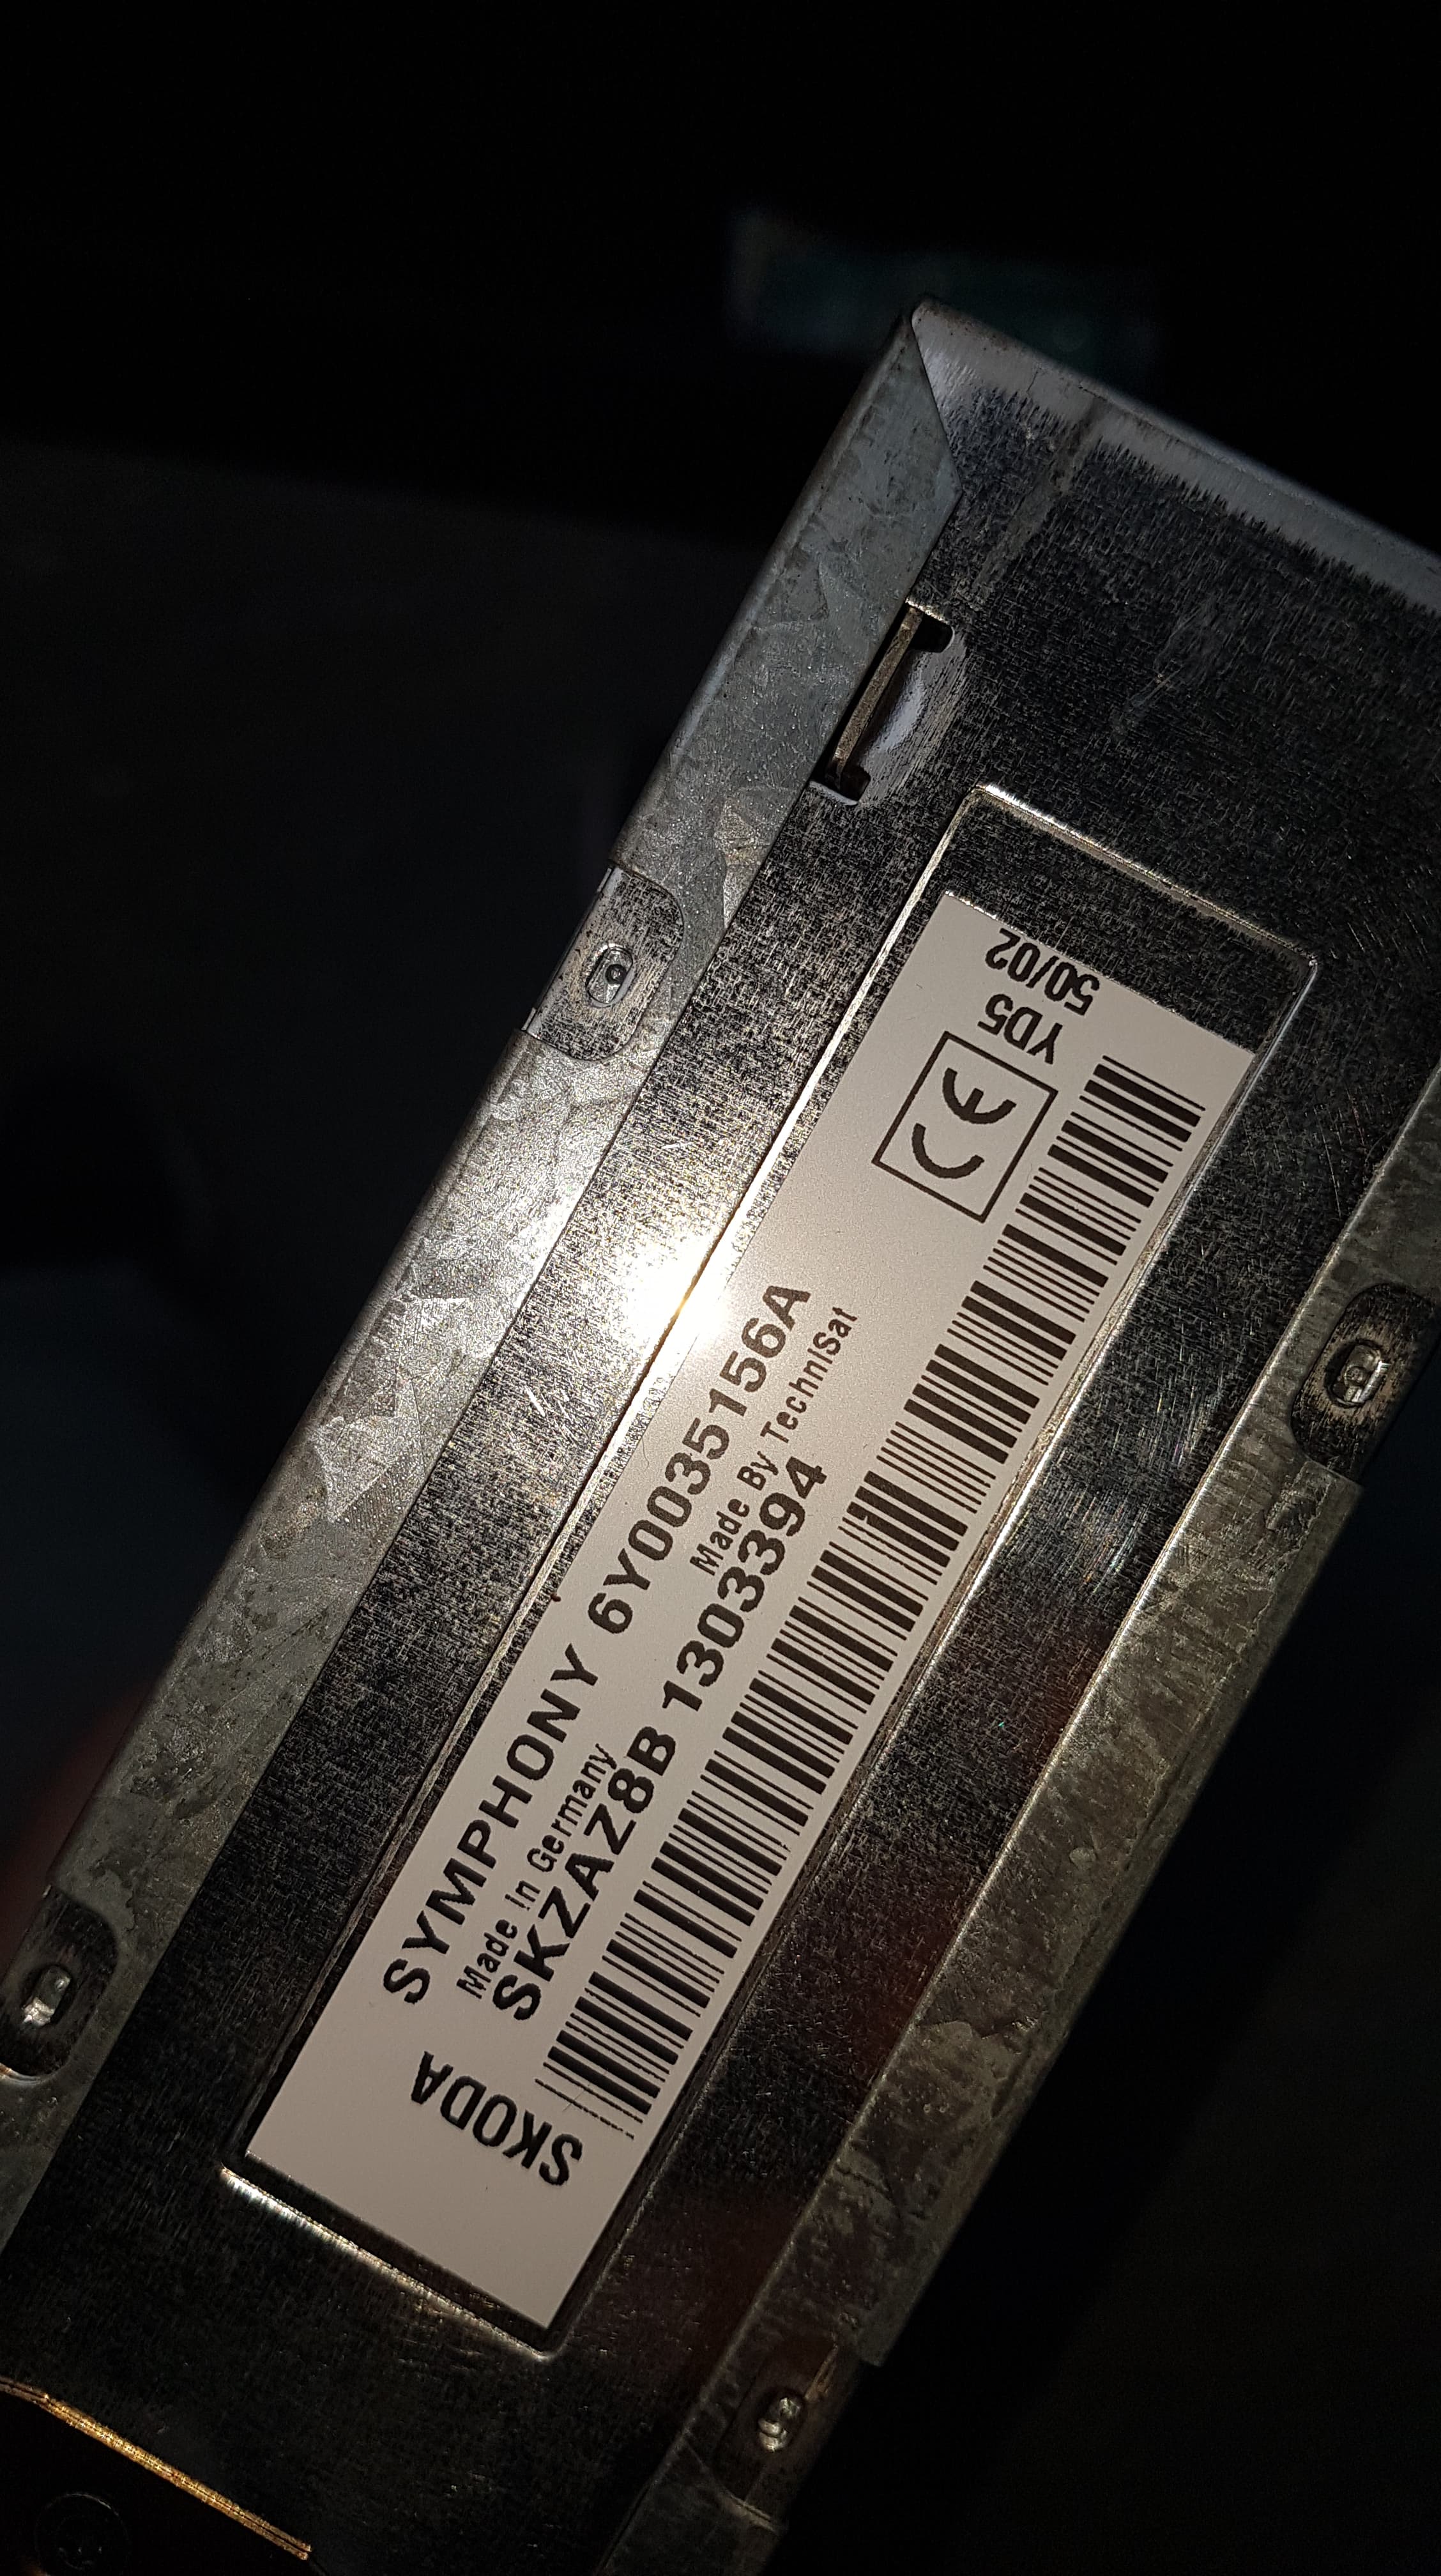 SKODA
SYMPHONY 6Y0035156A
Made In Germany Made By TechniSat
SKZAZ8B 1303394
CE
YD5
50/02